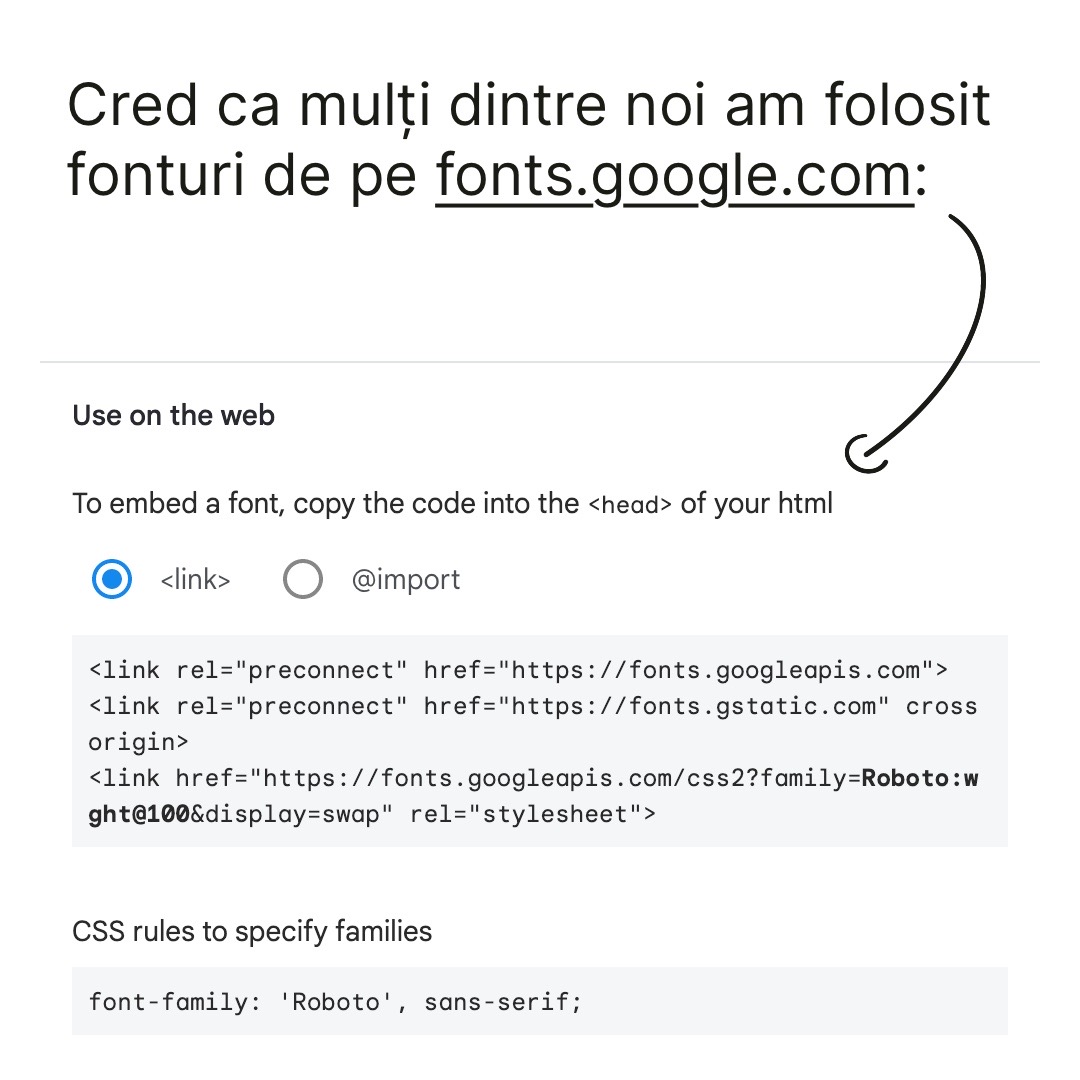 Cred ca mulți dintre noi am folosit
fonturi de pe fonts.google.com:
Use on the web
To embed a font, copy the code into the <head> of your html
<link> @import
<link rel="preconnect" href="https://fonts.googleapis.com">
<link rel="preconnect" href="https://fonts.gstatic.com" cross
origin>
<link href="https://fonts.googleapis.com/css2?family=Roboto:w
ght@100&display=swap" rel="stylesheet">
CSS rules to specify families
font-family: 'Roboto', sans-serif;